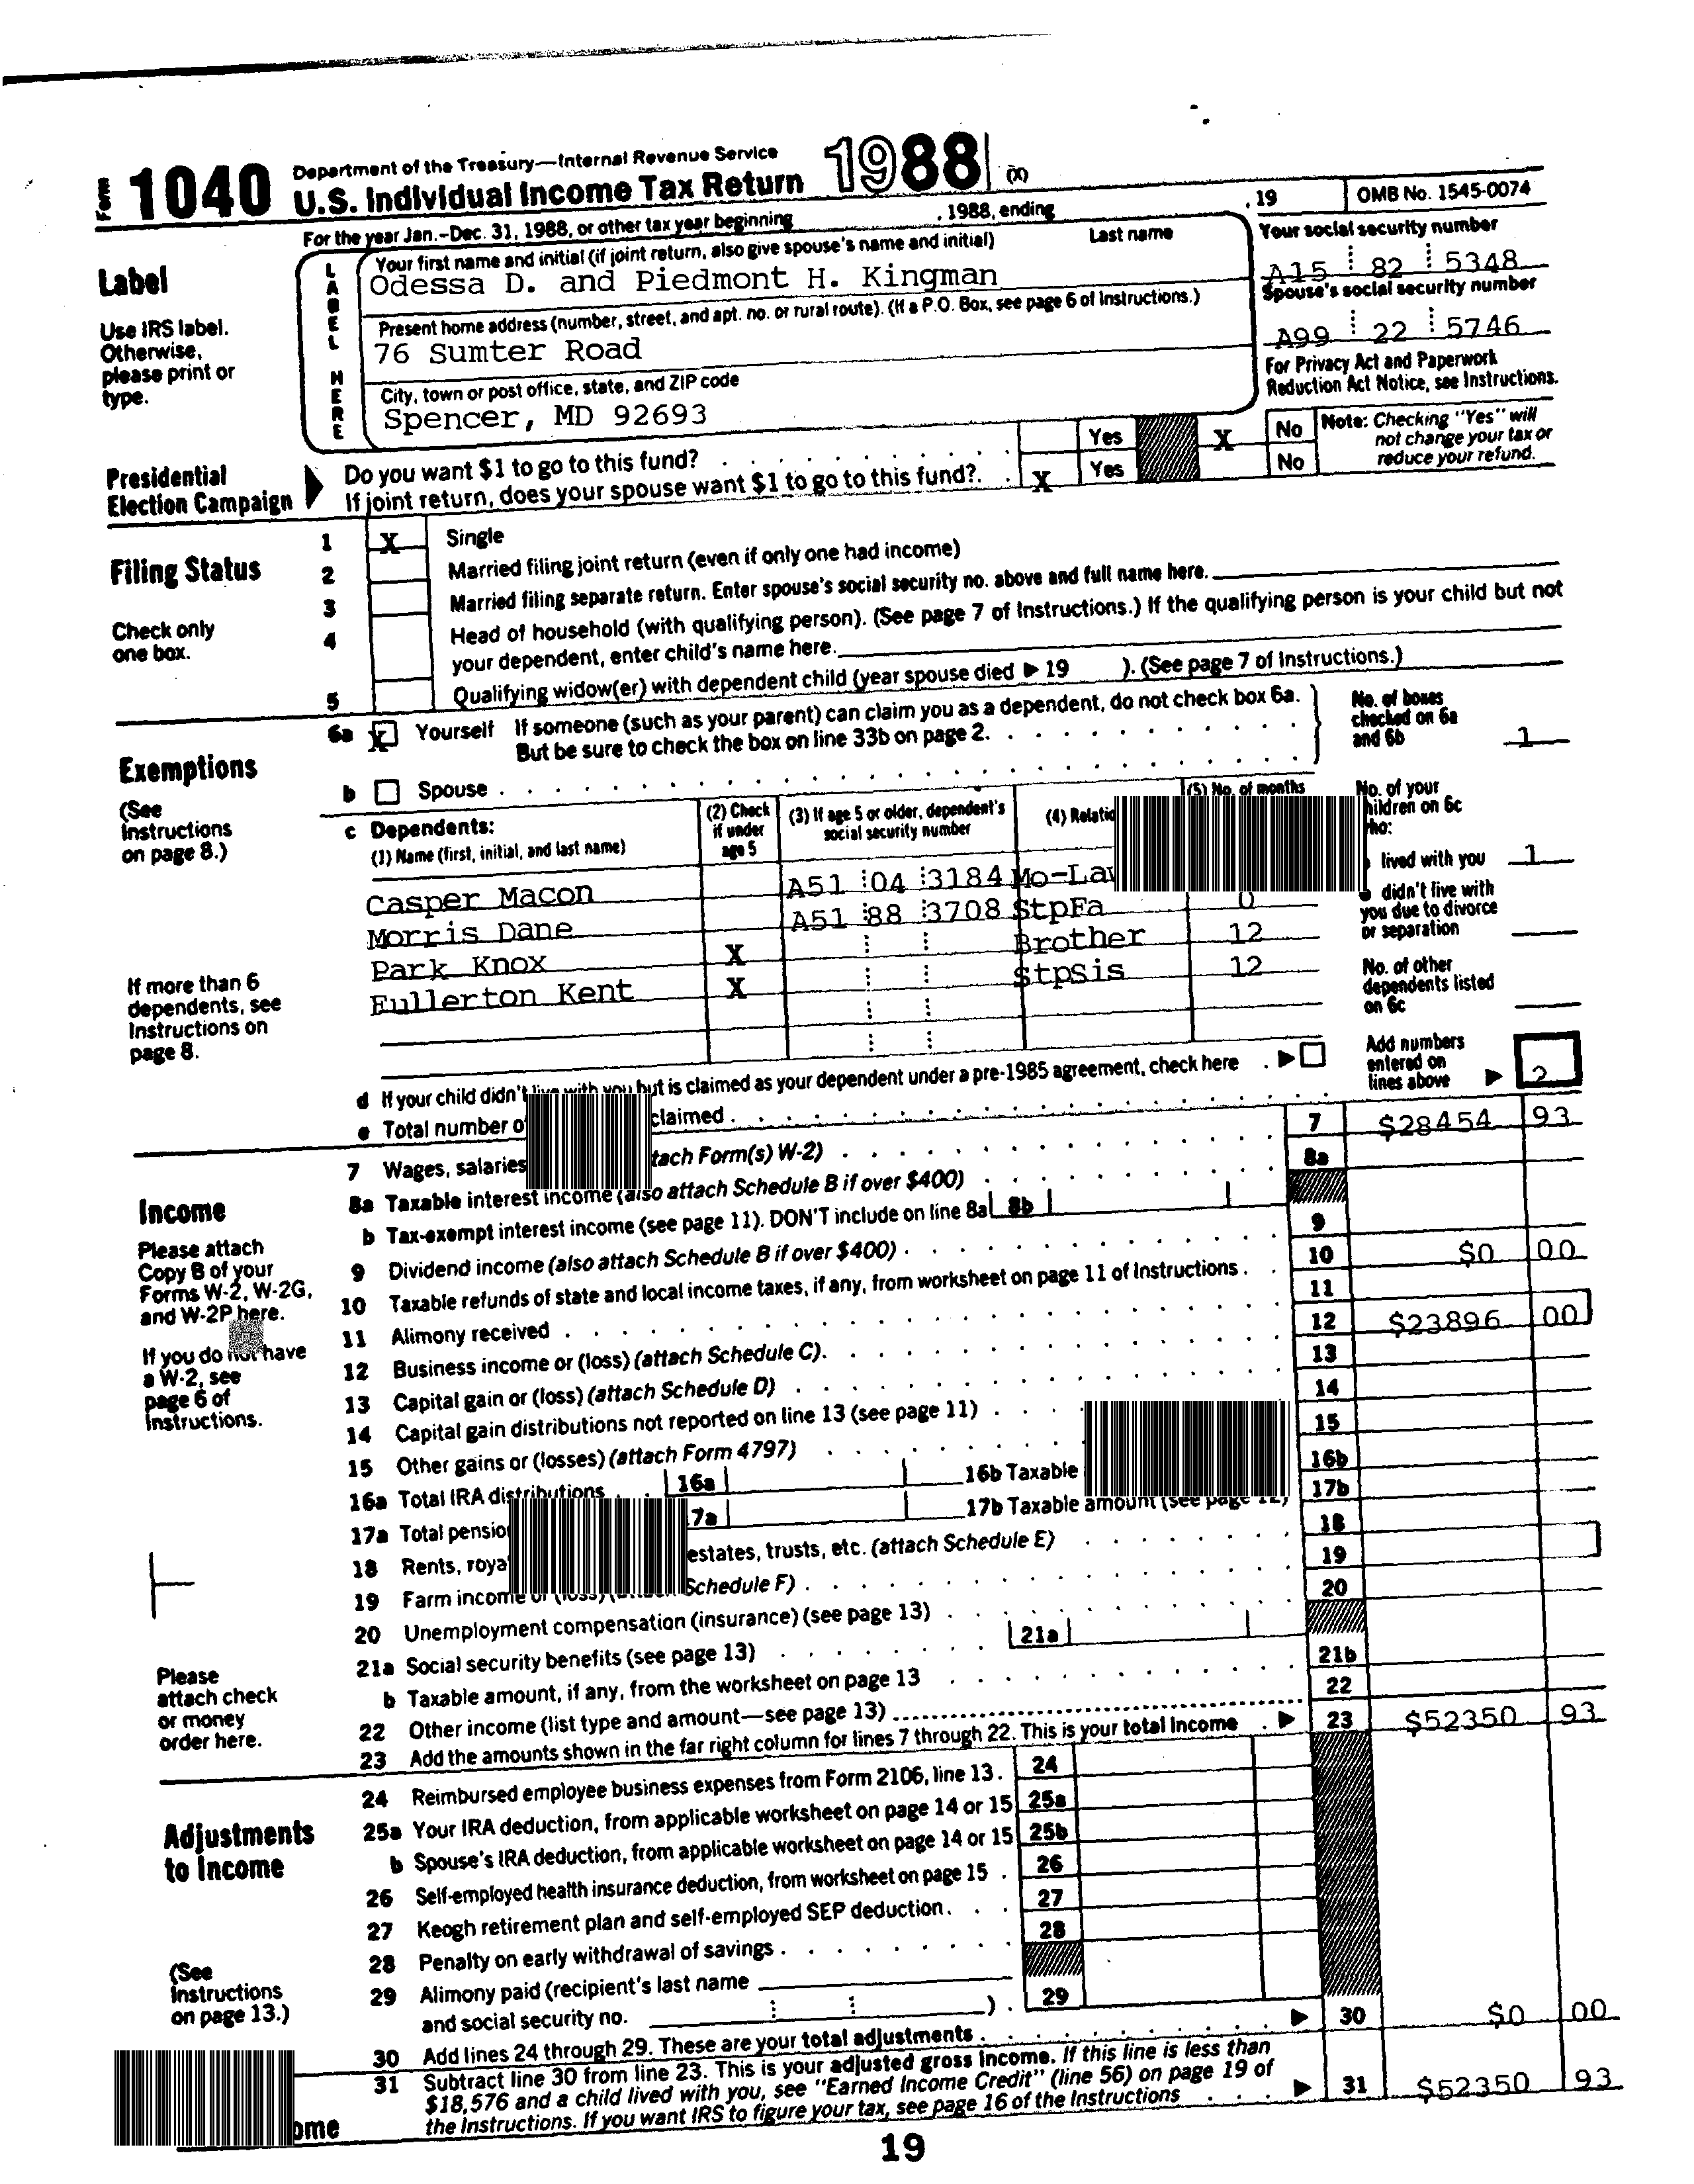 Form 1040 Department of the Treasury—Internal Revenue Service
U.S. Individual Income Tax Return 1988 (X)
For the year Jan.–Dec. 31, 1988, or other tax year beginning , 1988, ending , 19 OMB No. 1545-0074
Label
Use IRS label.
Otherwise,
please print or
type.
LABEL HERE
Your first name and initial (if joint return, also give spouse's name and initial) Last name
Odessa D. and Piedmont H. Kingman
Present home address (number, street, and apt. no. or rural route). (If a P.O. Box, see page 6 of Instructions.)
76 Sumter Road
City, town or post office, state, and ZIP code
Spencer, MD 92693
Your social security number
A15 82 5348
Spouse's social security number
A99 22 5746
For Privacy Act and Paperwork
Reduction Act Notice, see Instructions.
Presidential
Election Campaign
Do you want $1 to go to this fund? Yes X No
If joint return, does your spouse want $1 to go to this fund? X Yes No
Note: Checking "Yes" will
not change your tax or
reduce your refund.
Filing Status
Check only
one box.
1 X Single
2 Married filing joint return (even if only one had income)
3 Married filing separate return. Enter spouse's social security no. above and full name here.
4 Head of household (with qualifying person). (See page 7 of Instructions.) If the qualifying person is your child but not
your dependent, enter child's name here.
5 Qualifying widow(er) with dependent child (year spouse died ▶ 19 ). (See page 7 of Instructions.)
Exemptions
(See
Instructions
on page 8.)
If more than 6
dependents, see
Instructions on
page 8.
6a X Yourself If someone (such as your parent) can claim you as a dependent, do not check box 6a.
But be sure to check the box on line 33b on page 2.
b Spouse
No. of boxes
checked on 6a
and 6b 1
c Dependents:
(1) Name (first, initial, and last name)
(2) Check
if under
age 5
(3) If age 5 or older, dependent's
social security number
(4)
(5) No. of months
Casper Macon A51 04 3184
Morris Dane A51 88 3708 StpFa 0
Park Knox X Brother 12
Fullerton Kent X StpSis 12
No. of your
on 6c
lived with you 1
didn't live with
you due to divorce
or separation
No. of other
dependents listed
on 6c
Add numbers
entered on
lines above ▶ 2
d If your child didn't live with you but is claimed as your dependent under a pre-1985 agreement, check here ▶
e Total number claimed
Income
Please attach
Copy B of your
Forms W-2, W-2G,
and W-2P here.
If you do not have
a W-2, see
page 6 of
Instructions.
Please
attach check
or money
order here.
7 Wages, salaries Form(s) W-2) 7 $28454 93
8a Taxable interest income (also attach Schedule B if over $400) 8a
b Tax-exempt interest income (see page 11). DON'T include on line 8a 8b
9 Dividend income (also attach Schedule B if over $400) 9
10 Taxable refunds of state and local income taxes, if any, from worksheet on page 11 of Instructions. 10 $0 00
11 Alimony received 11
12 Business income or (loss) (attach Schedule C). 12 $23896 00
13 Capital gain or (loss) (attach Schedule D) 13
14 Capital gain distributions not reported on line 13 (see page 11) 14
15 Other gains or (losses) (attach Form 4797) 15
16a Total IRA distributions 16a 16b Taxable 16b
17a Total 17b Taxable amount (see page 17b
18 Rents, estates, trusts, etc. (attach Schedule E) 18
19 Farm income Schedule F) 19
20 Unemployment compensation (insurance) (see page 13) 20
21a Social security benefits (see page 13) 21a
b Taxable amount, if any, from the worksheet on page 13 21b
22 Other income (list type and amount—see page 13) 22
23 Add the amounts shown in the far right column for lines 7 through 22. This is your total income ▶ 23 $52350 93
Adjustments
to Income
(See
Instructions
on page 13.)
24 Reimbursed employee business expenses from Form 2106, line 13. 24
25a Your IRA deduction, from applicable worksheet on page 14 or 15 25a
b Spouse's IRA deduction, from applicable worksheet on page 14 or 15 25b
26 Self-employed health insurance deduction, from worksheet on page 15 26
27 Keogh retirement plan and self-employed SEP deduction 27
28 Penalty on early withdrawal of savings 28
29 Alimony paid (recipient's last name
and social security no. ) 29
30 Add lines 24 through 29. These are your total adjustments ▶ 30 $0 00
31 Subtract line 30 from line 23. This is your adjusted gross income. If this line is less than
$18,576 and a child lived with you, see "Earned Income Credit" (line 56) on page 19 of
the Instructions. If you want IRS to figure your tax, see page 16 of the Instructions ▶ 31 $52350 93
19